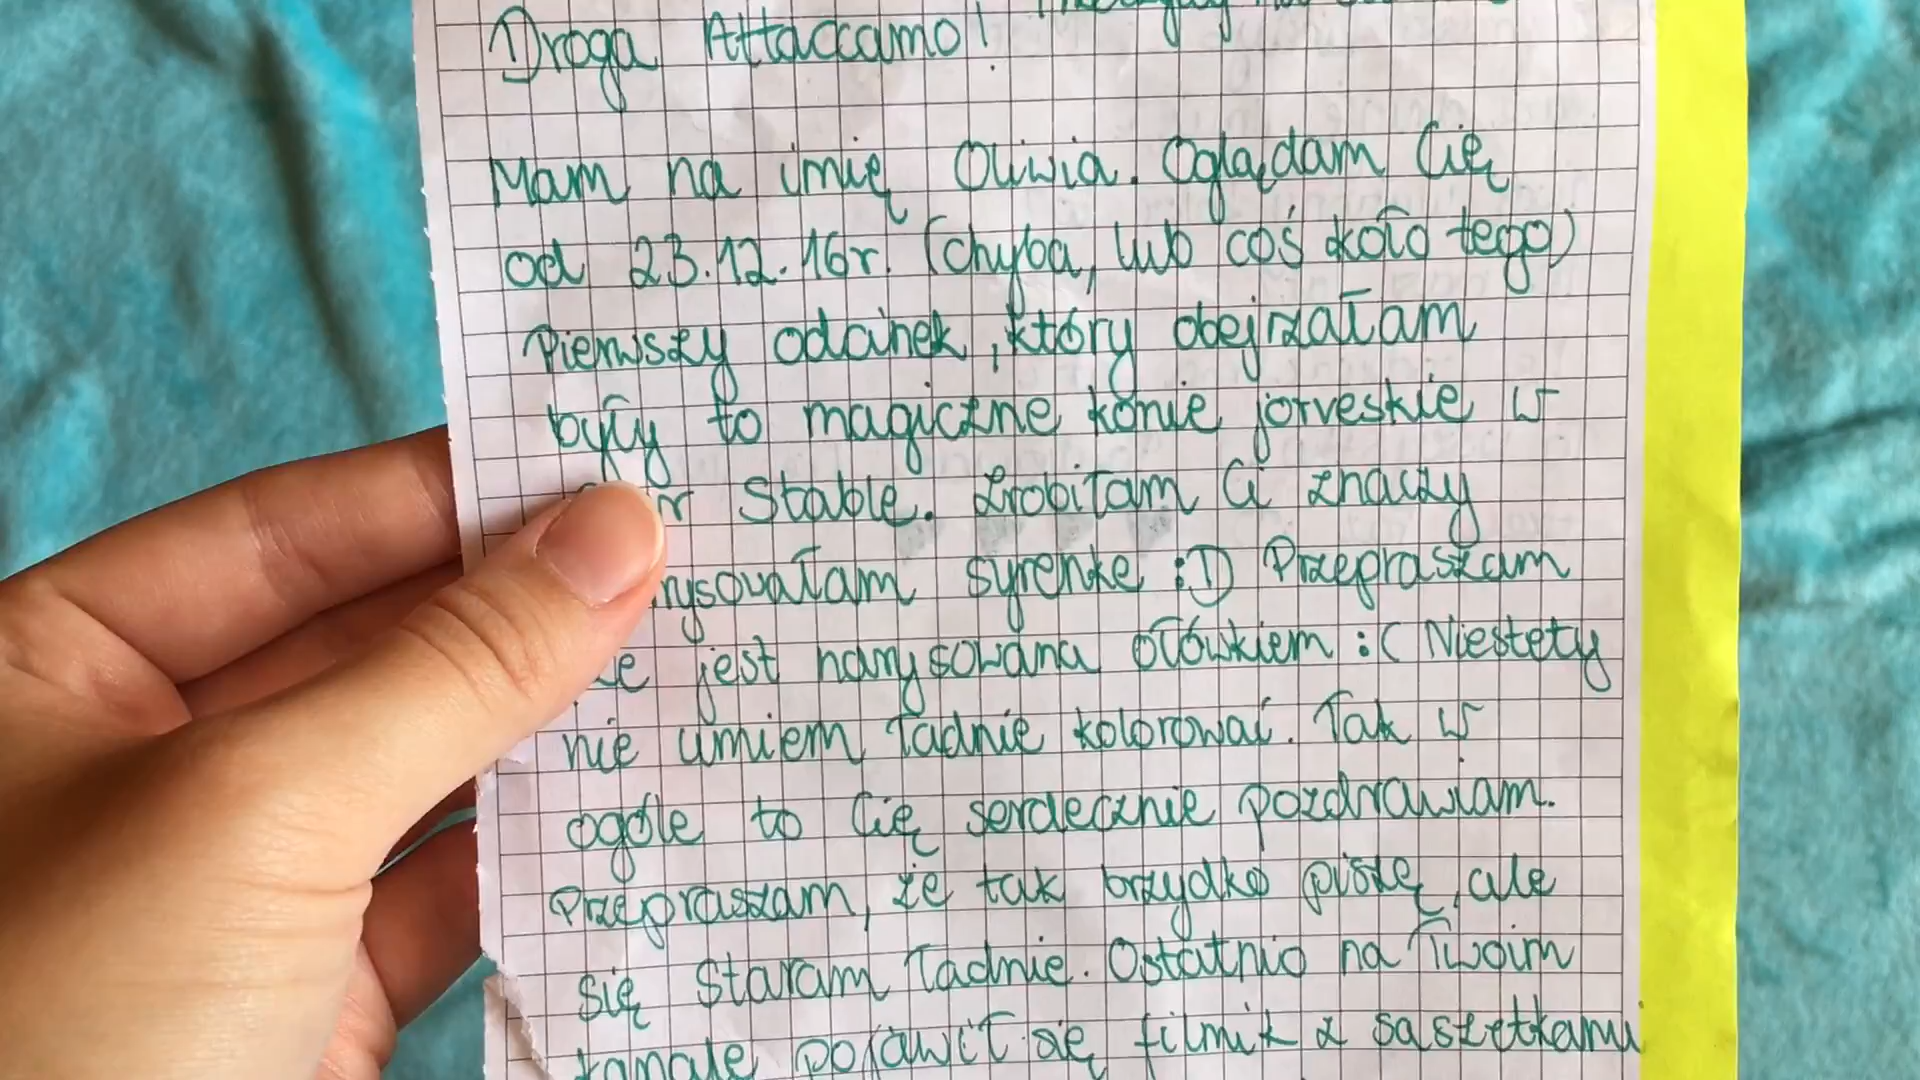 Droga Attaccamo!
Mam na imię Oliwia. Oglądam Cię
od 23.12.16r. (chyba, lub coś koło tego)
Pierwszy odcinek, który obejrzałam
były to magiczne konie jorveskie w
Stable. Zrobiłam Ci znaczy
narysowałam syrenke :D Przepraszam
że jest narysowana ołówkiem :( Niestety
nie umiem ładnie kolorować. Tak w
ogóle to Cię serdecznie pozdrawiam.
Przepraszam, że tak brzydko piszę, ale
się staram ładnie. Ostatnio na Twoim
kanale pojawił się filmik z saszetkami